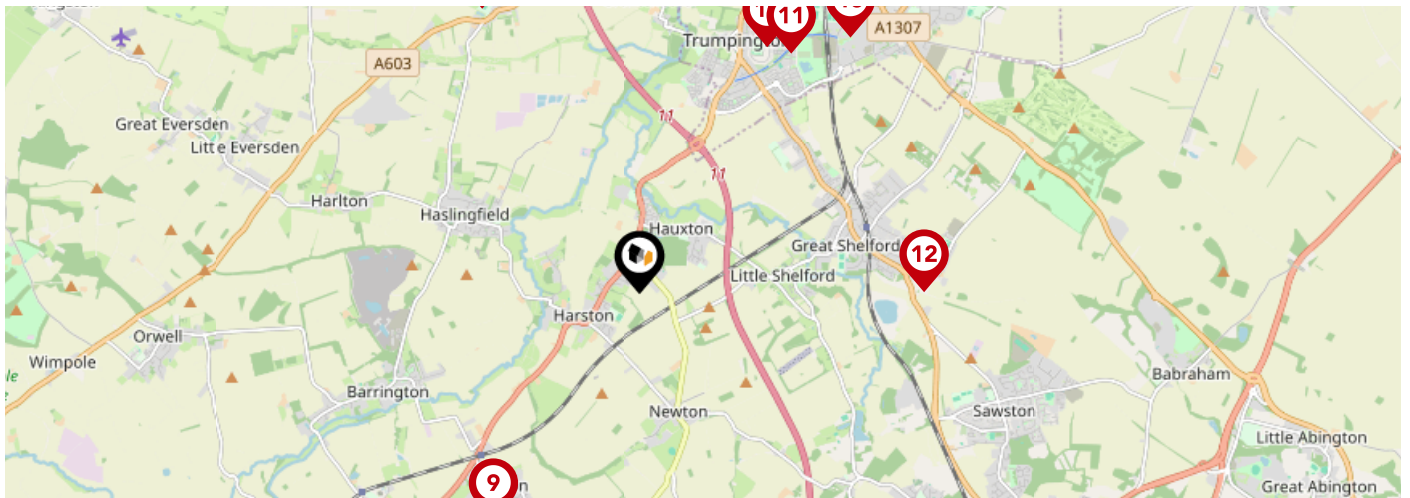 11
Trumpington
A1307
A603
11
Great Eversden
Little Eversden
11
Harlton
Haslingfield
Hauxton
Great Shelford
12
Little Shelford
Harston
Orwell
Wimpole
Babraham
Barrington
Newton
Sawston
Little Abington
9
Great Abington